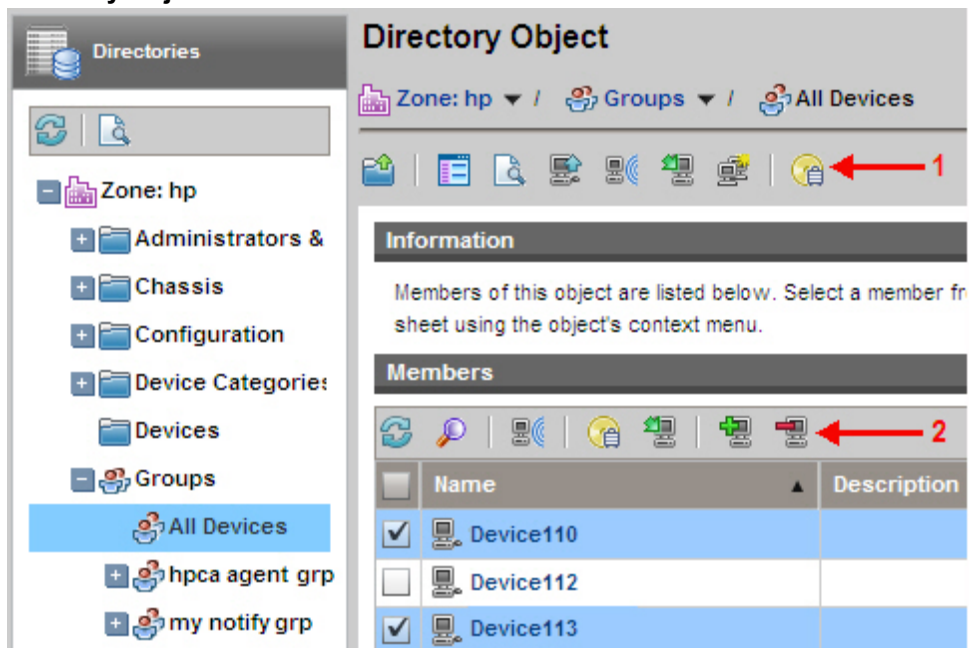 Directories
Zone: hp
Administrators &
Chassis
Configuration
Device Categories
Devices
Groups
All Devices
hpca agent grp
my notify grp
Directory Object
Zone: hp / Groups / All Devices
1
Information
Members of this object are listed below. Select a member fr
sheet using the object's context menu.
Members
2
Name Description
Device110
Device112
Device113